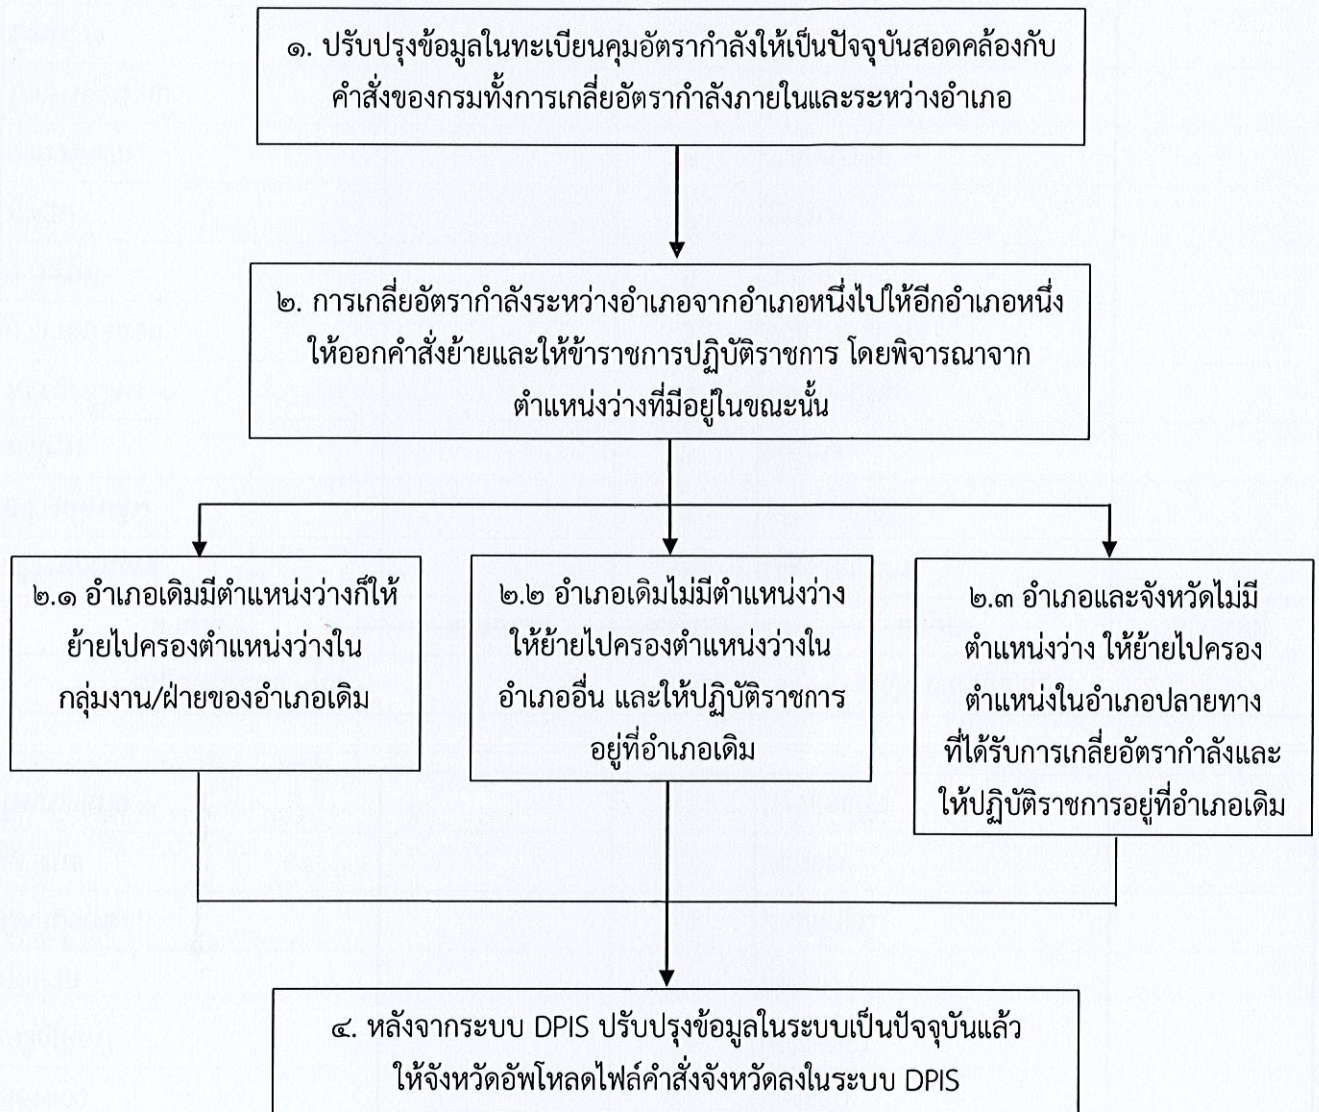 ๑. ปรับปรุงข้อมูลในทะเบียนคุมอัตรากำลังให้เป็นปัจจุบันสอดคล้องกับ
คำสั่งของกรมทั้งการเกลี่ยอัตรากำลังภายในและระหว่างอำเภอ
๒. การเกลี่ยอัตรากำลังระหว่างอำเภอจากอำเภอหนึ่งไปให้อีกอำเภอหนึ่ง
ให้ออกคำสั่งย้ายและให้ข้าราชการปฏิบัติราชการ โดยพิจารณาจาก
ตำแหน่งว่างที่มีอยู่ในขณะนั้น
๒.๑ อำเภอเดิมมีตำแหน่งว่างก็ให้
ย้ายไปครองตำแหน่งว่างใน
กลุ่มงาน/ฝ่ายของอำเภอเดิม
๒.๒ อำเภอเดิมไม่มีตำแหน่งว่าง
ให้ย้ายไปครองตำแหน่งว่างใน
อำเภออื่น และให้ปฏิบัติราชการ
อยู่ที่อำเภอเดิม
๒.๓ อำเภอและจังหวัดไม่มี
ตำแหน่งว่าง ให้ย้ายไปครอง
ตำแหน่งในอำเภอปลายทาง
ที่ได้รับการเกลี่ยอัตรากำลังและ
ให้ปฏิบัติราชการอยู่ที่อำเภอเดิม
๔. หลังจากระบบ DPIS ปรับปรุงข้อมูลในระบบเป็นปัจจุบันแล้ว
ให้จังหวัดอัพโหลดไฟล์คำสั่งจังหวัดลงในระบบ DPIS